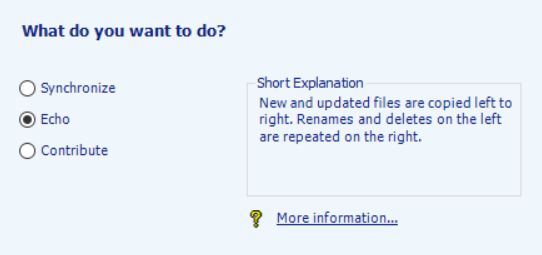 What do you want to do?
Synchronize
Echo
Contribute
Short Explanation
New and updated files are copied left to
right. Renames and deletes on the left
are repeated on the right.
More information...